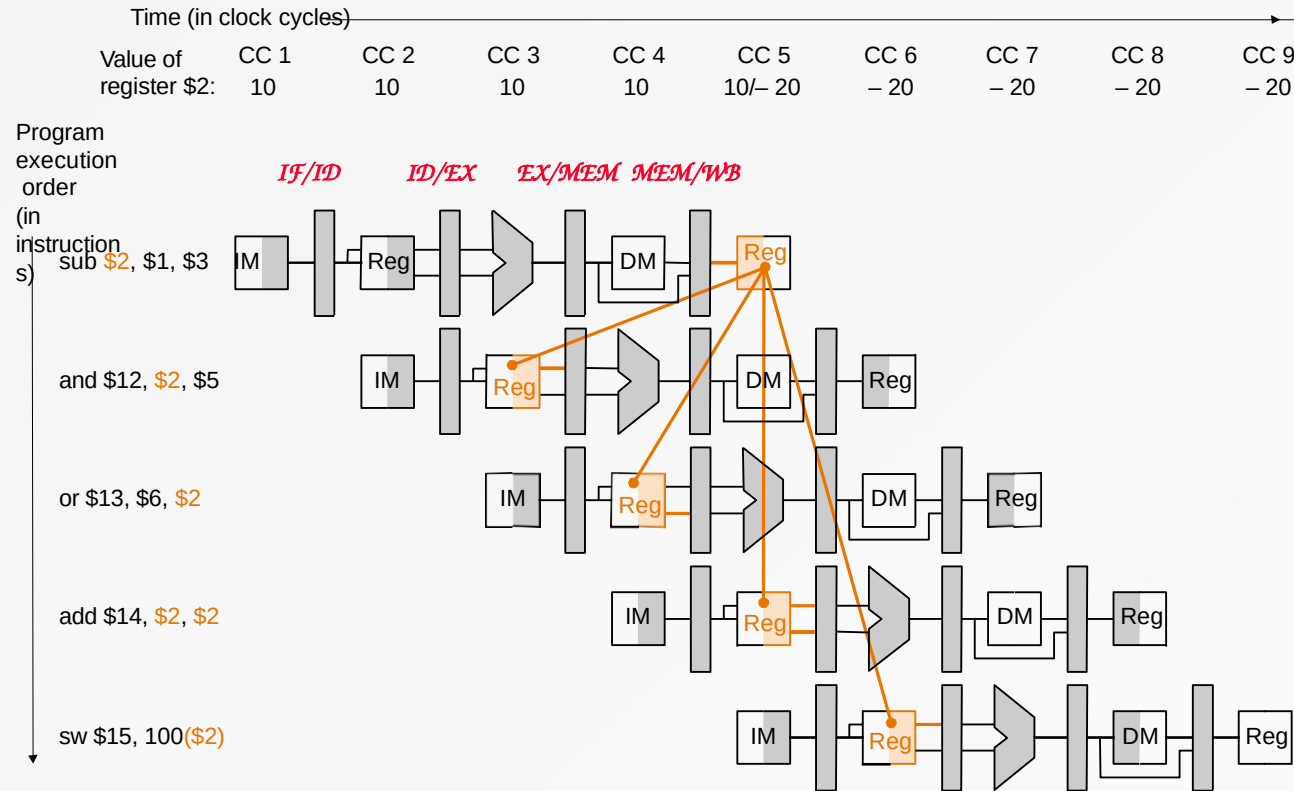 Time (in clock cycles)
Value of
register $2:
CC 1 CC 2 CC 3 CC 4 CC 5 CC 6 CC 7 CC 8 CC 9
10 10 10 10 10/– 20 – 20 – 20 – 20 – 20
Program
execution
order
(in
instruction
s)
IF/ID ID/EX EX/MEM MEM/WB
sub $2, $1, $3
IM Reg DM Reg
and $12, $2, $5
IM Reg DM Reg
or $13, $6, $2
IM Reg DM Reg
add $14, $2, $2
IM Reg DM Reg
sw $15, 100($2)
IM Reg DM Reg